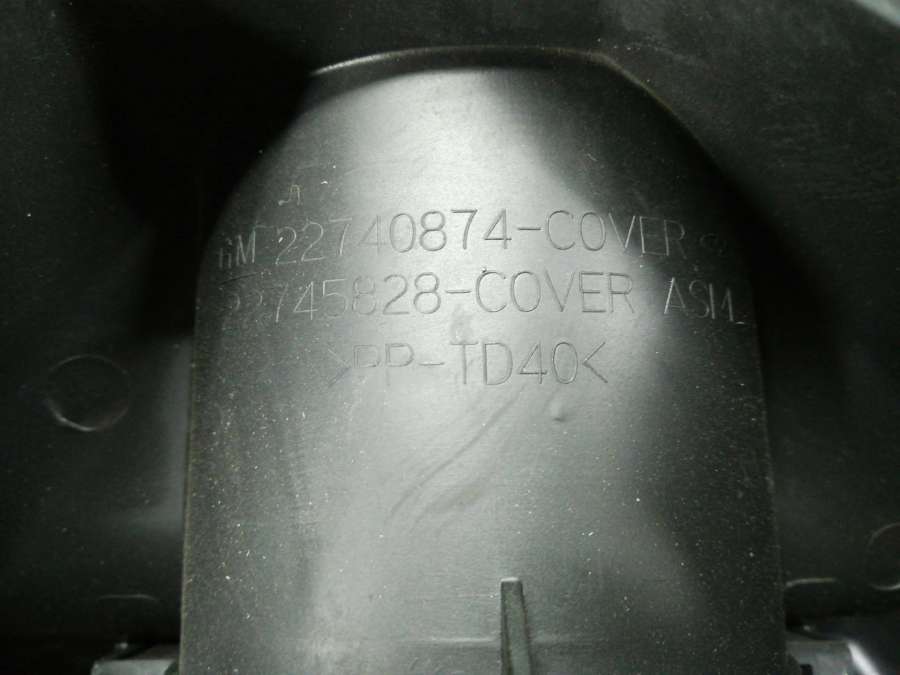 GM 22740874-COVER &
22745828-COVER ASM
>PP-TD40<